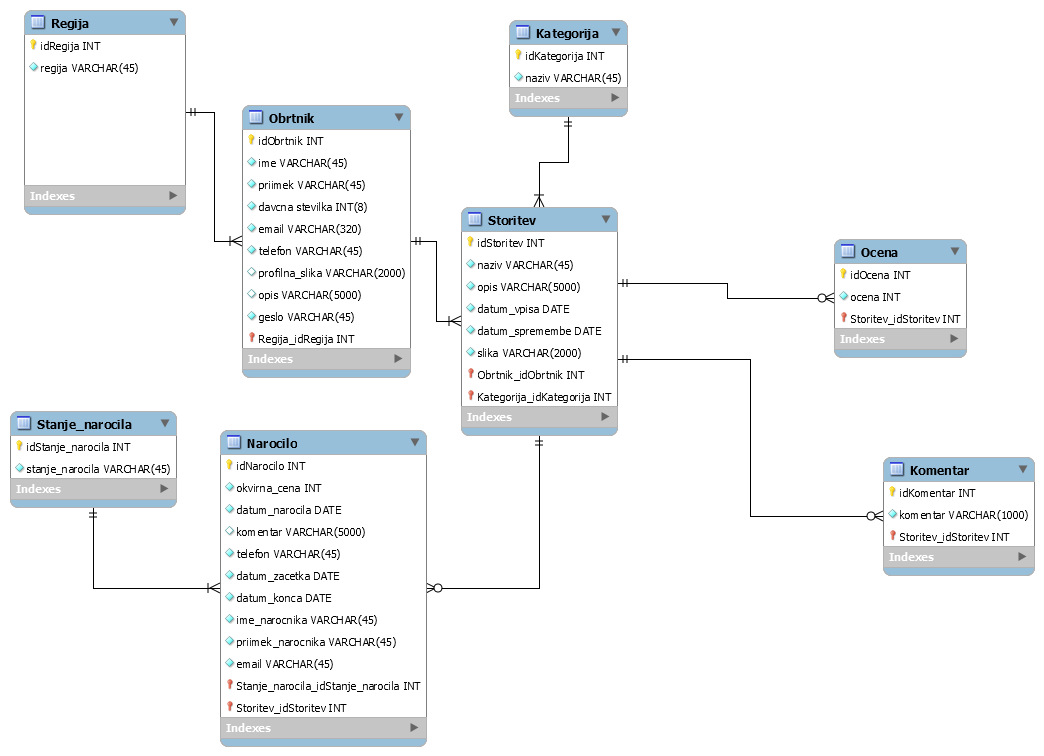 Regija
idRegija INT
regija VARCHAR(45)
Indexes
Obrtnik
idObrtnik INT
ime VARCHAR(45)
priimek VARCHAR(45)
davcna stevilka INT(8)
email VARCHAR(320)
telefon VARCHAR(45)
profilna_slika VARCHAR(2000)
opis VARCHAR(5000)
geslo VARCHAR(45)
Regija_idRegija INT
Indexes
Kategorija
idKategorija INT
naziv VARCHAR(45)
Indexes
Storitev
idStoritev INT
naziv VARCHAR(45)
opis VARCHAR(5000)
datum_vpisa DATE
datum_spremembe DATE
slika VARCHAR(2000)
Obrtnik_idObrtnik INT
Kategorija_idKategorija INT
Indexes
Ocena
idOcena INT
ocena INT
Storitev_idStoritev INT
Indexes
Stanje_narocila
idStanje_narocila INT
stanje_narocila VARCHAR(45)
Indexes
Narocilo
idNarocilo INT
okvirna_cena INT
datum_narocila DATE
komentar VARCHAR(5000)
telefon VARCHAR(45)
datum_zacetka DATE
datum_konca DATE
ime_narocnika VARCHAR(45)
priimek_narocnika VARCHAR(45)
email VARCHAR(45)
Stanje_narocila_idStanje_narocila INT
Storitev_idStoritev INT
Indexes
Komentar
idKomentar INT
komentar VARCHAR(1000)
Storitev_idStoritev INT
Indexes